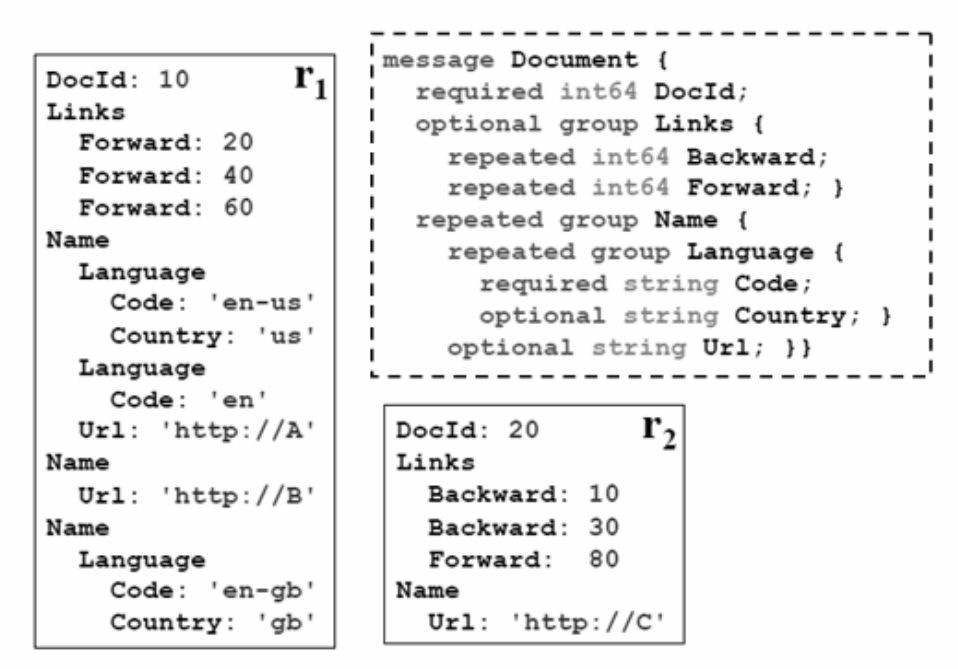 DocId: 10 r1
Links
Forward: 20
Forward: 40
Forward: 60
Name
Language
Code: 'en-us'
Country: 'us'
Language
Code: 'en'
Url: 'http://A'
Name
Url: 'http://B'
Name
Language
Code: 'en-gb'
Country: 'gb'
message Document {
required int64 DocId;
optional group Links {
repeated int64 Backward;
repeated int64 Forward; }
repeated group Name {
repeated group Language {
required string Code;
optional string Country; }
optional string Url; }}
DocId: 20 r2
Links
Backward: 10
Backward: 30
Forward: 80
Name
Url: 'http://C'